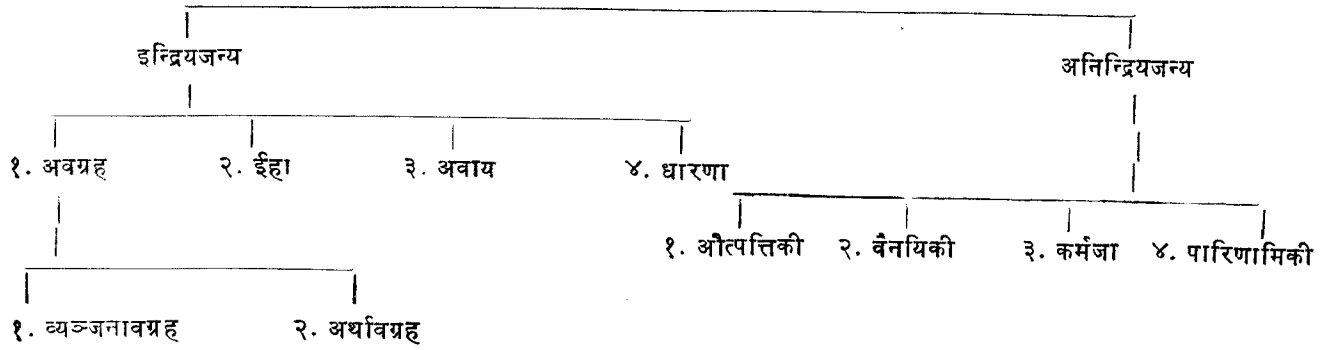 इन्द्रियजन्य अनिन्द्रियजन्य
१. अवग्रह २. ईहा ३. अवाय ४. धारणा
१. औत्पत्तिकी २. वैनयिकी ३. कर्मजा ४. पारिणामिकी
१. व्यञ्जनावग्रह २. अर्थावग्रह